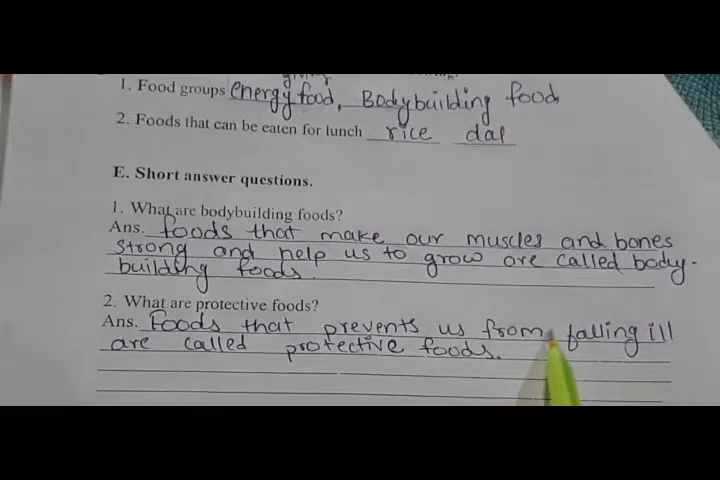 giving
1. Food groups energy food, Bodybuilding food
2. Foods that can be eaten for lunch rice dal
E. Short answer questions.
1. What are bodybuilding foods?
Ans. foods that make our muscles and bones
strong and help us to grow are called body-
building foods.
2. What are protective foods?
Ans. Foods that prevents us from falling ill
are called protective foods.